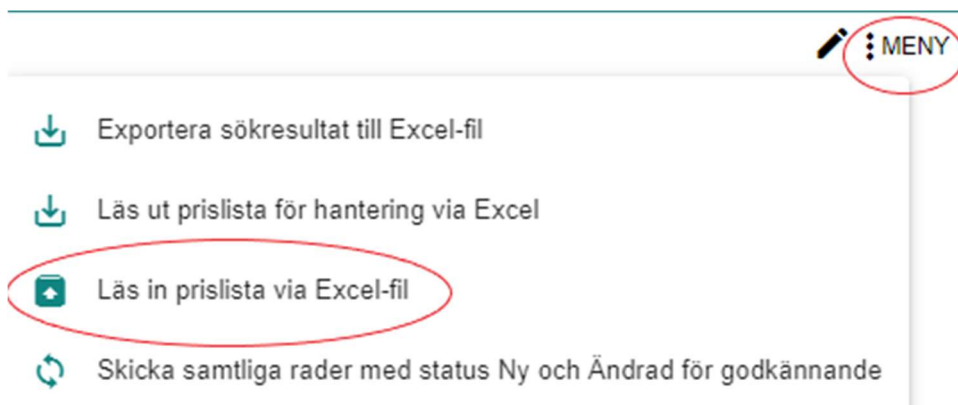 MENY
Exportera sökresultat till Excel-fil
Läs ut prislista för hantering via Excel
Läs in prislista via Excel-fil
Skicka samtliga rader med status Ny och Ändrad för godkännande